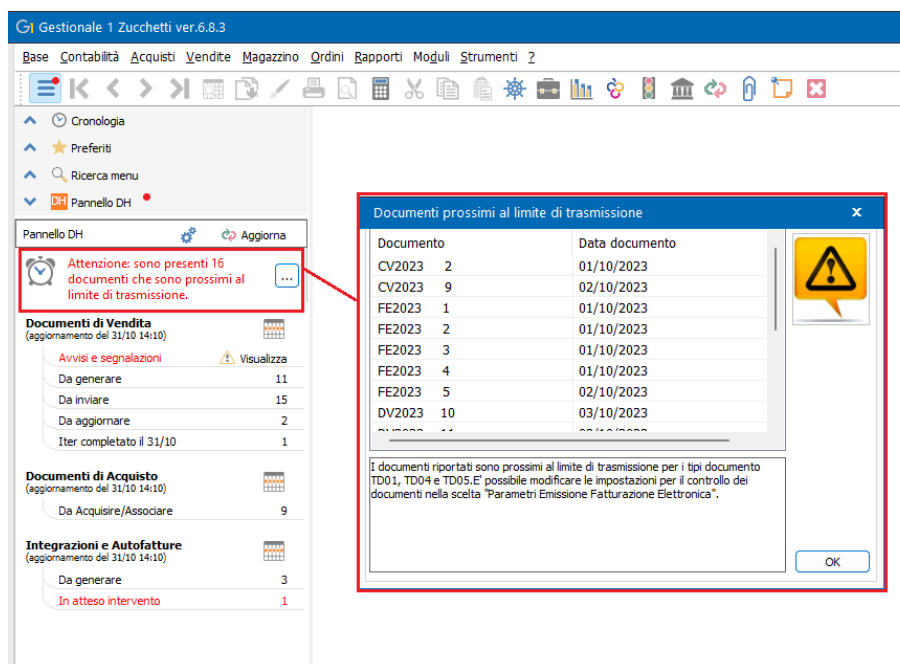 G1 Gestionale 1 Zucchetti ver.6.8.3
Base Contabilità Acquisti Vendite Magazzino Ordini Rapporti Moduli Strumenti ?
Cronologia
Preferiti
Ricerca menu
DH Pannello DH
Pannello DH Aggiorna
Attenzione: sono presenti 16
documenti che sono prossimi al
limite di trasmissione.
...
Documenti di Vendita
(aggiornamento del 31/10 14:10)
Avvisi e segnalazioni Visualizza
Da generare 11
Da inviare 15
Da aggiornare 2
Iter completato il 31/10 1
Documenti di Acquisto
(aggiornamento del 31/10 14:10)
Da Acquisire/Associare 9
Integrazioni e Autofatture
(aggiornamento del 31/10 14:10)
Da generare 3
In atteso intervento 1
Documenti prossimi al limite di trasmissione x
Documento Data documento
CV2023 2 01/10/2023
CV2023 9 02/10/2023
FE2023 1 01/10/2023
FE2023 2 01/10/2023
FE2023 3 01/10/2023
FE2023 4 01/10/2023
FE2023 5 02/10/2023
DV2023 10 03/10/2023
I documenti riportati sono prossimi al limite di trasmissione per i tipi documento
TD01, TD04 e TD05.E' possibile modificare le impostazioni per il controllo dei
documenti nella scelta "Parametri Emissione Fatturazione Elettronica".
OK